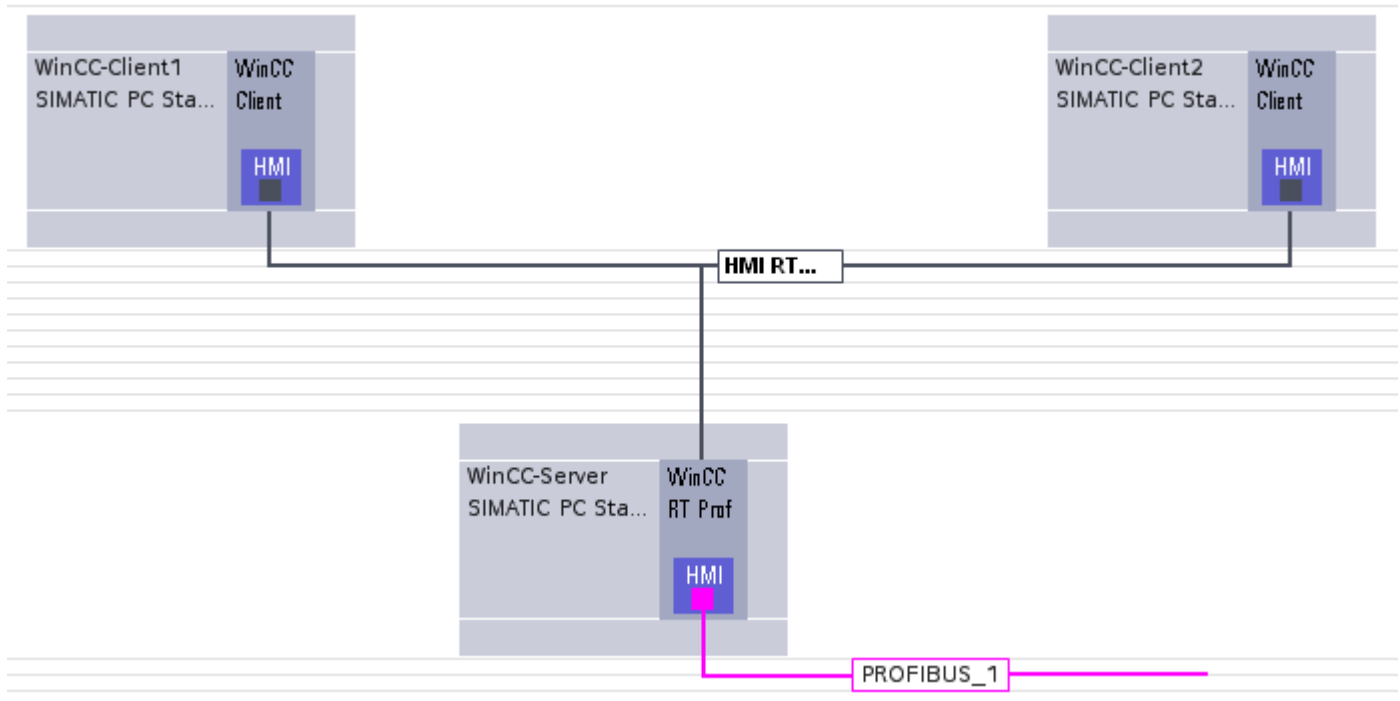 WinCC-Client1
SIMATIC PC Sta...
WinCC
Client
HMI
WinCC-Client2
SIMATIC PC Sta...
WinCC
Client
HMI
HMI RT...
WinCC-Server
SIMATIC PC Sta...
WinCC
RT Prof
HMI
PROFIBUS_1